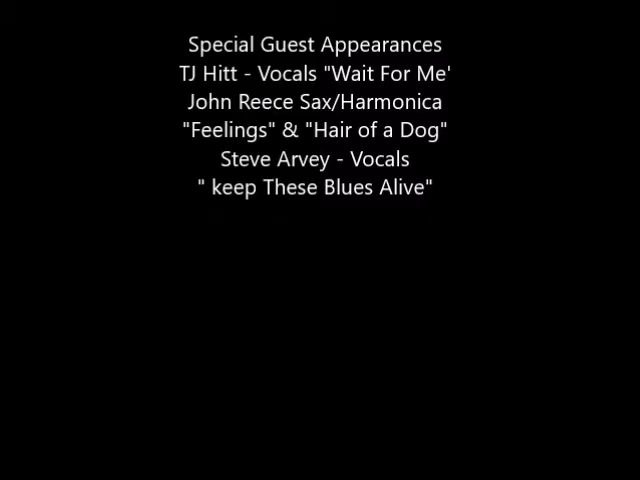 Special Guest Appearances
TJ Hitt - Vocals "Wait For Me'
John Reece Sax/Harmonica
"Feelings" & "Hair of a Dog"
Steve Arvey - Vocals
" keep These Blues Alive"